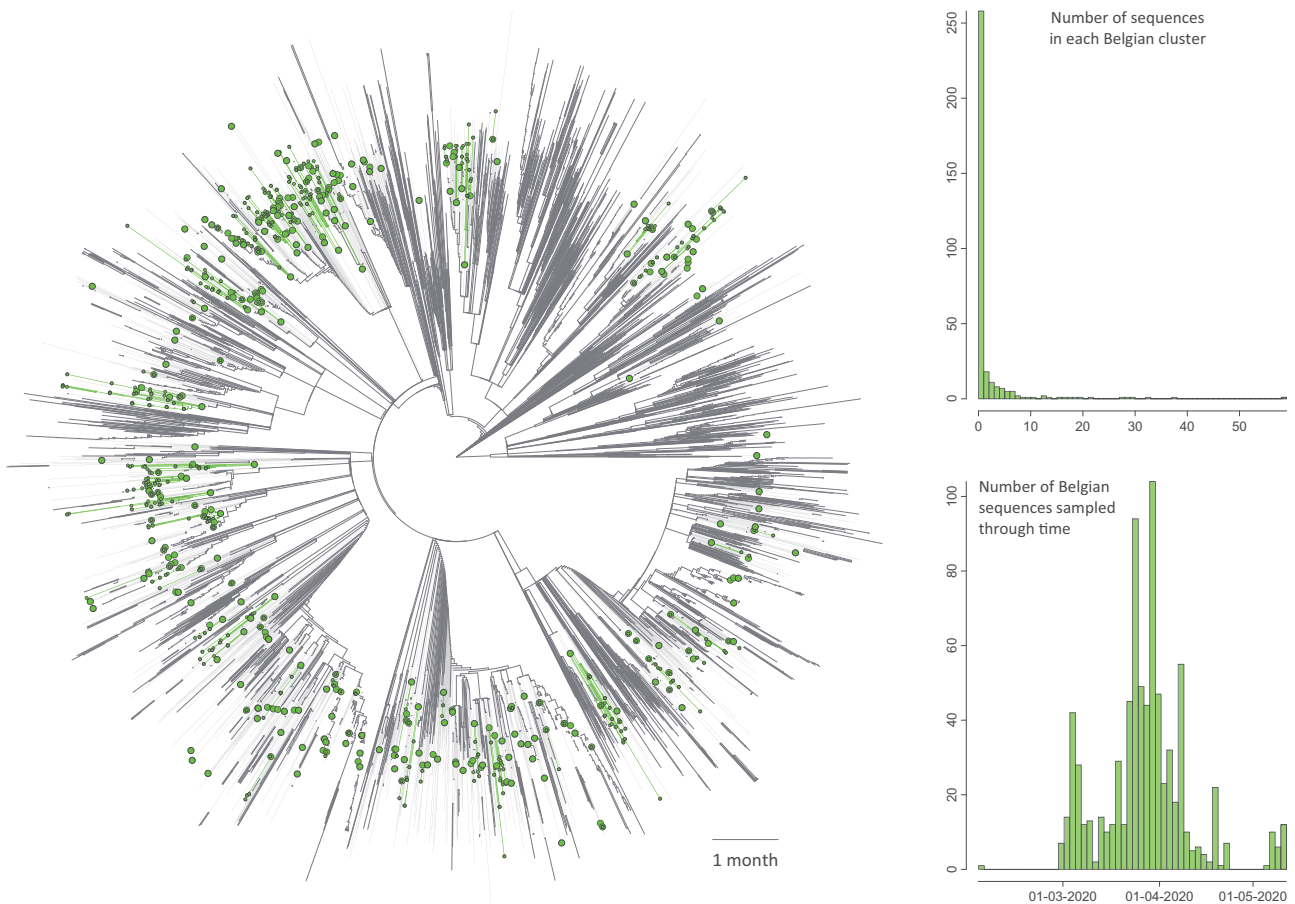 Number of sequences
in each Belgian cluster
250
200
150
100
50
0
0 10 20 30 40 50
Number of Belgian
sequences sampled
through time
100
80
60
40
20
0
01-03-2020 01-04-2020 01-05-2020
1 month